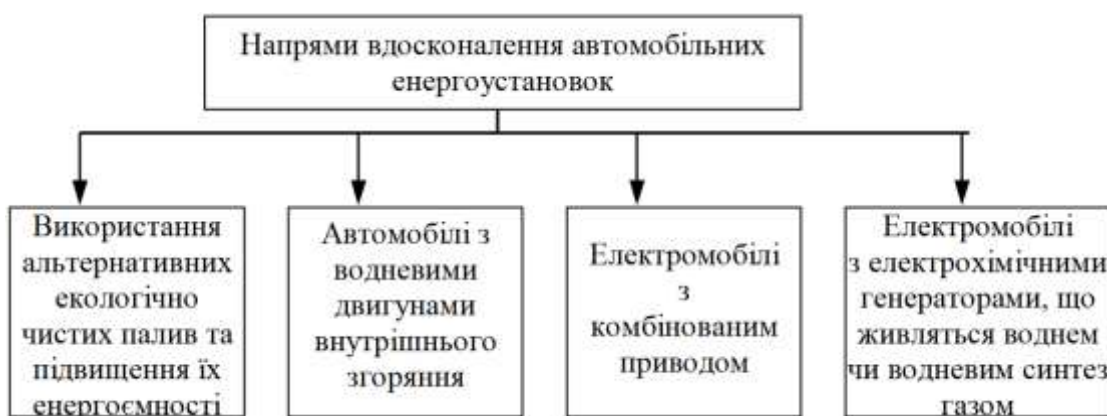 Напрями вдосконалення автомобільних
енергоустановок
Використання
альтернативних
екологічно
чистих палив та
підвищення їх
енергоємності
Автомобілі з
водневими
двигунами
внутрішнього
згоряння
Електромобілі
з
комбінованим
приводом
Електромобілі
з електрохімічними
генераторами, що
живляться воднем
чи водневим синтез
газом